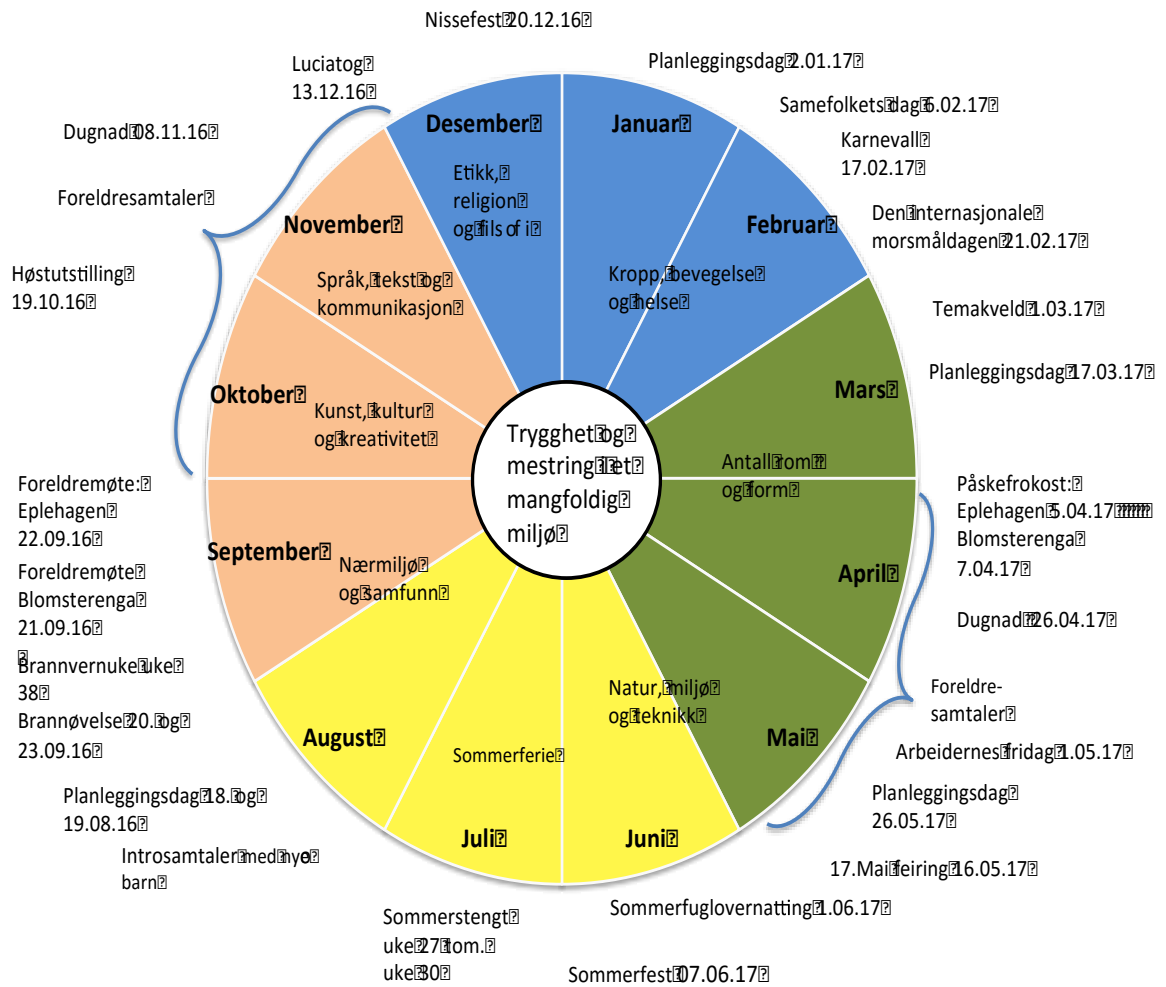 Nissefest 20.12.16
Planleggingsdag 2.01.17
Luciatog
13.12.16
Samefolkets dag 6.02.17
Dugnad 08.11.16
Karnevall
17.02.17
Foreldresamtaler
Den internasjonale
morsmåldagen 21.02.17
Høstutstilling
19.10.16
Temakveld 1.03.17
Planleggingsdag 17.03.17
Desember
Etikk,
religion
og filsofi
Januar
Februar
Kropp, bevegelse
og helse
November
Språk, tekst og
kommunikasjon
Oktober
Kunst, kultur
og kreativitet
Mars
Antall rom
og form
Trygghet og
mestring i et
mangfoldig
miljø
September
Nærmiljø
og samfunn
April
August
Sommerferie
Natur, miljø
og teknikk
Mai
Juli
Juni
Foreldremøte:
Eplehagen
22.09.16
Foreldremøte
Blomsterenga
21.09.16
Brannvernuke uke
38
Brannøvelse 20. og
23.09.16
Planleggingsdag 18. og
19.08.16
Introsamtaler med nye
barn
Påskefrokost:
Eplehagen 5.04.17
Blomsterenga
7.04.17
Dugnad 26.04.17
Foreldre-
samtaler
Arbeidernes fridag 1.05.17
Planleggingsdag
26.05.17
17.Mai feiring 16.05.17
Sommerfuglovernatting 1.06.17
Sommerstengt
uke 27 tom.
uke 30
Sommerfest 07.06.17